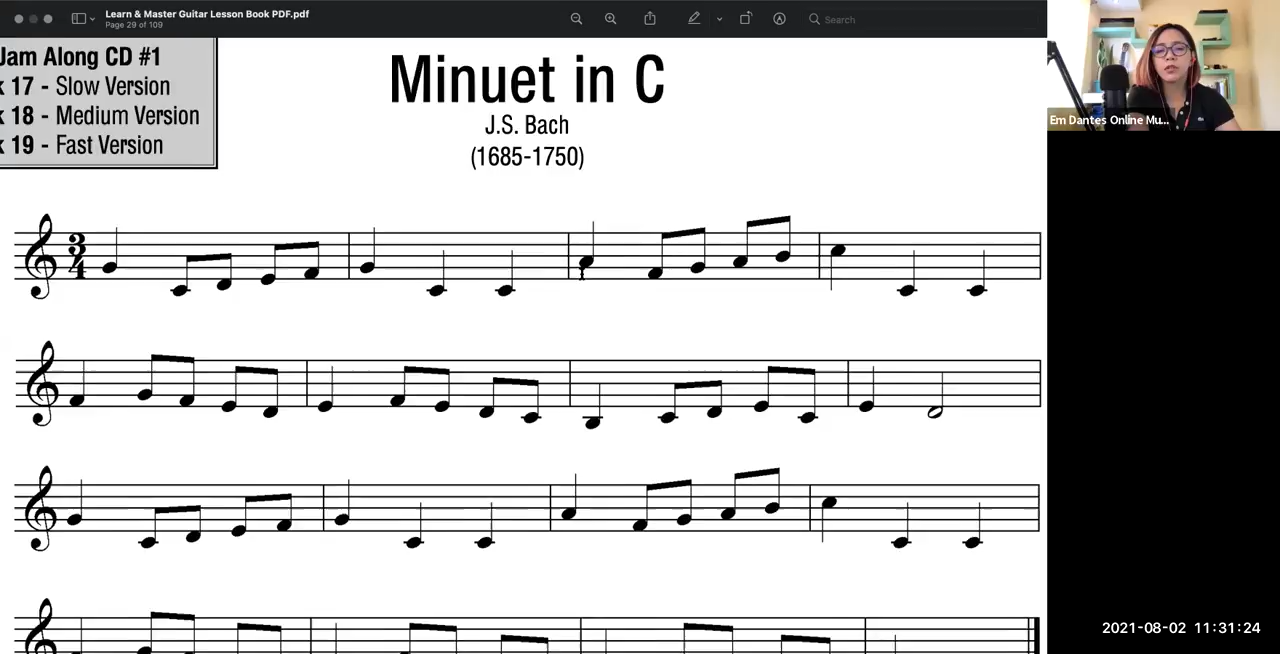 Learn & Master Guitar Lesson Book PDF.pdf
Page 29 of 109
Search
Jam Along CD #1
k 17 - Slow Version
k 18 - Medium Version
k 19 - Fast Version
Minuet in C
J.S. Bach
(1685-1750)
3
4
Em Dantes Online Mu...
2021-08-02 11:31:24